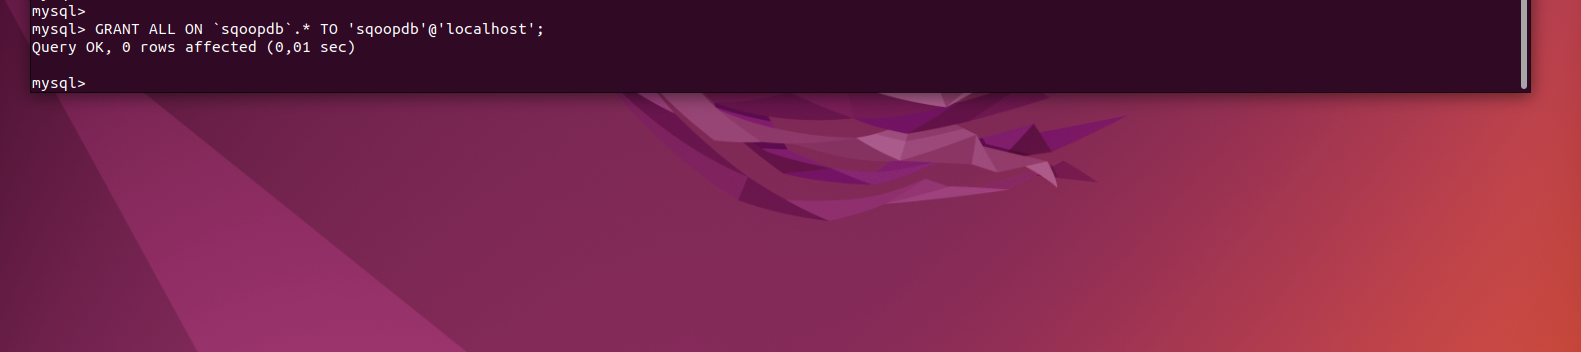 mysql>
mysql> GRANT ALL ON `sqoopdb`.* TO 'sqoopdb'@'localhost';
Query OK, 0 rows affected (0,01 sec)
mysql>